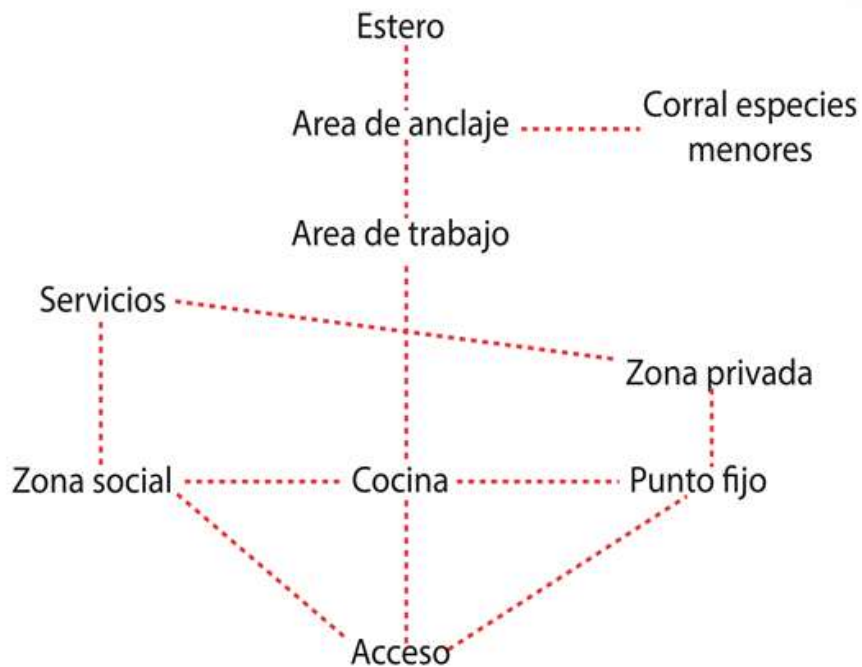 Estero
Area de anclaje
Corral especies
menores
Area de trabajo
Servicios
Zona privada
Zona social
Cocina
Punto fijo
Acceso